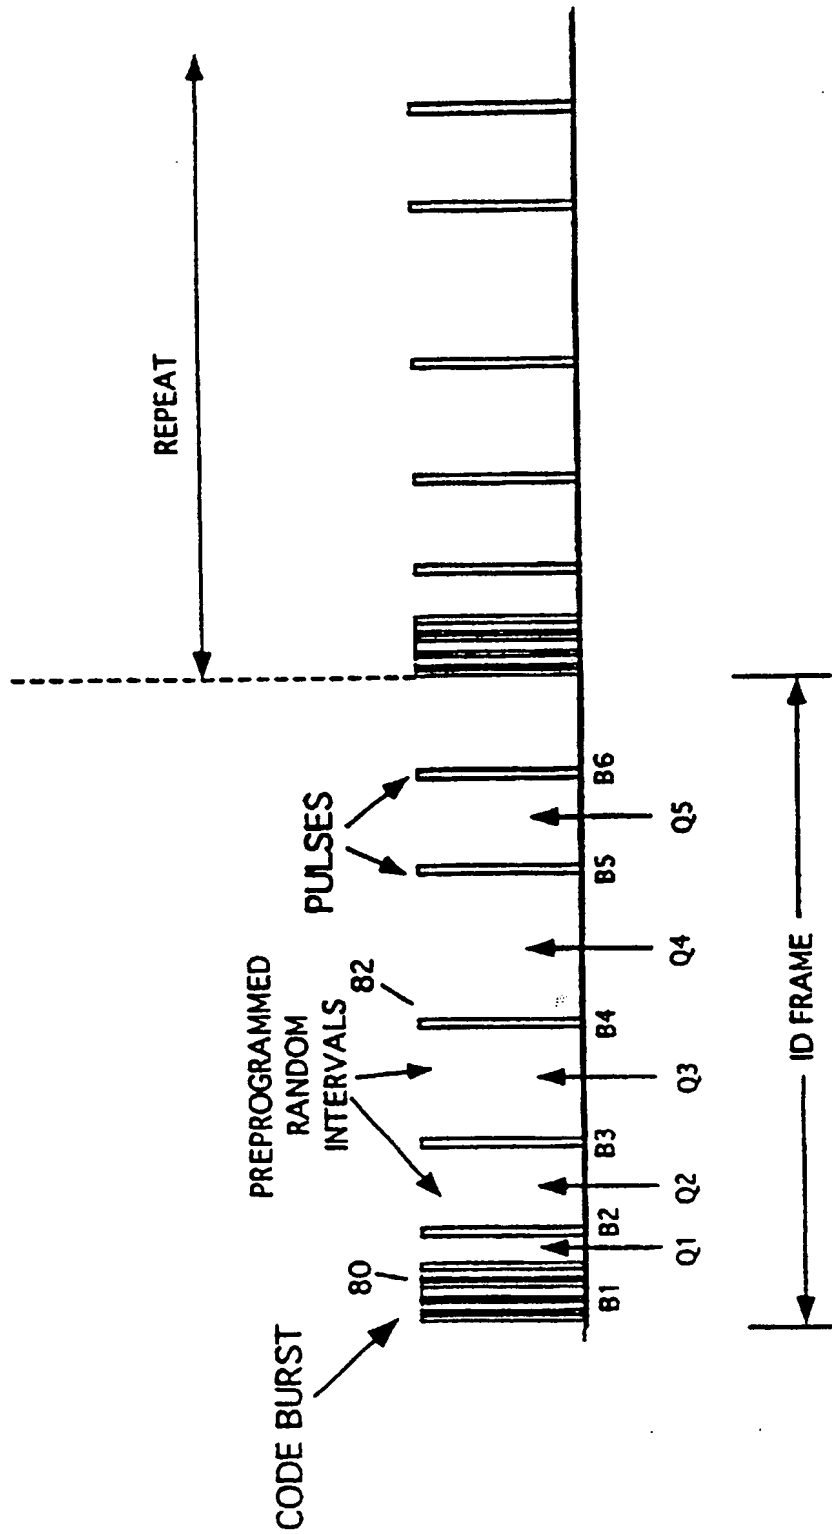 REPEAT
CODE BURST
80
PREPROGRAMMED
RANDOM
INTERVALS
82
PULSES
B1
B2
B3
B4
B5
B6
Q1
Q2
Q3
Q4
Q5
ID FRAME